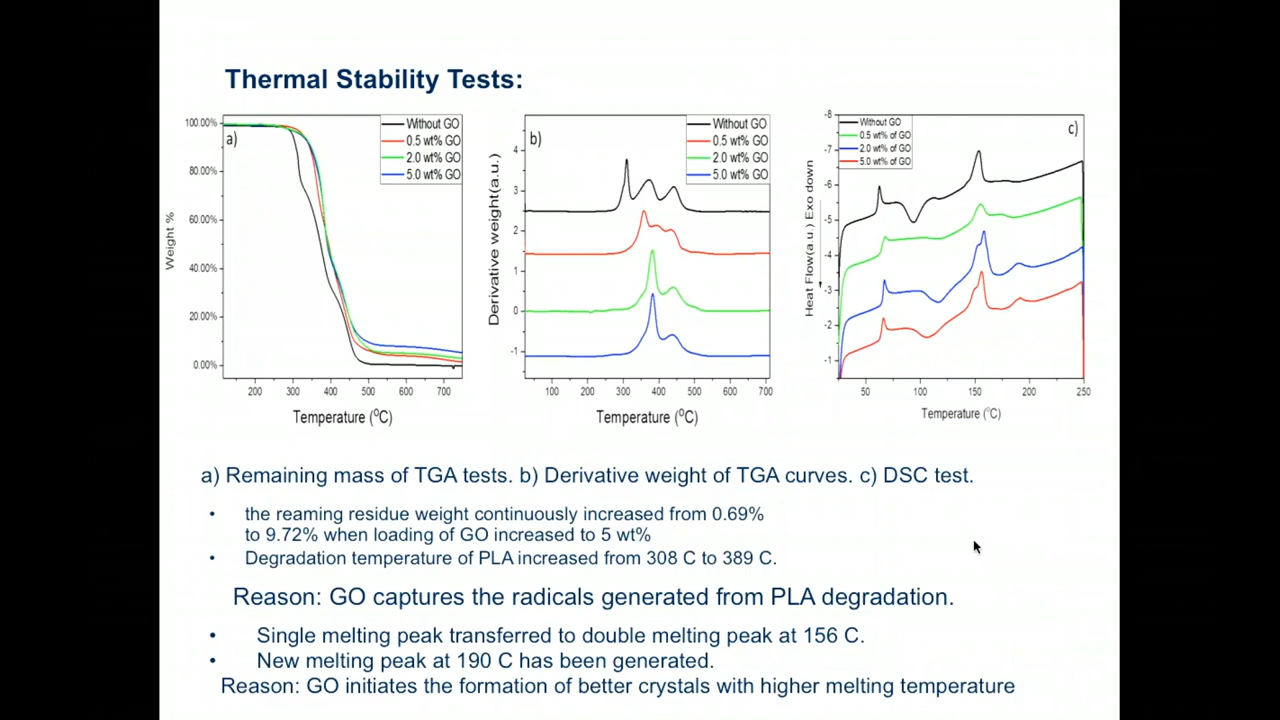 Thermal Stability Tests:
a)
Without GO
0.5 wt% GO
2.0 wt% GO
5.0 wt% GO
100.00%
80.00%
60.00%
40.00%
20.00%
0.00%
Weight %
200 300 400 500 600 700
Temperature (°C)
b)
Without GO
0.5 wt% GO
2.0 wt% GO
5.0 wt% GO
4
3
2
1
0
-1
Derivative weight(a.u.)
100 200 300 400 500 600 700
Temperature (°C)
c)
Without GO
0.5 wt% of GO
2.0 wt% of GO
5.0 wt% of GO
-8
-7
-6
-5
-4
-3
-2
-1
Heat Flow(a.u.) Exo down
50 100 150 200 250
Temperature (°C)
a) Remaining mass of TGA tests. b) Derivative weight of TGA curves. c) DSC test.
• the reaming residue weight continuously increased from 0.69%
to 9.72% when loading of GO increased to 5 wt%
• Degradation temperature of PLA increased from 308 C to 389 C.
Reason: GO captures the radicals generated from PLA degradation.
• Single melting peak transferred to double melting peak at 156 C.
• New melting peak at 190 C has been generated.
Reason: GO initiates the formation of better crystals with higher melting temperature